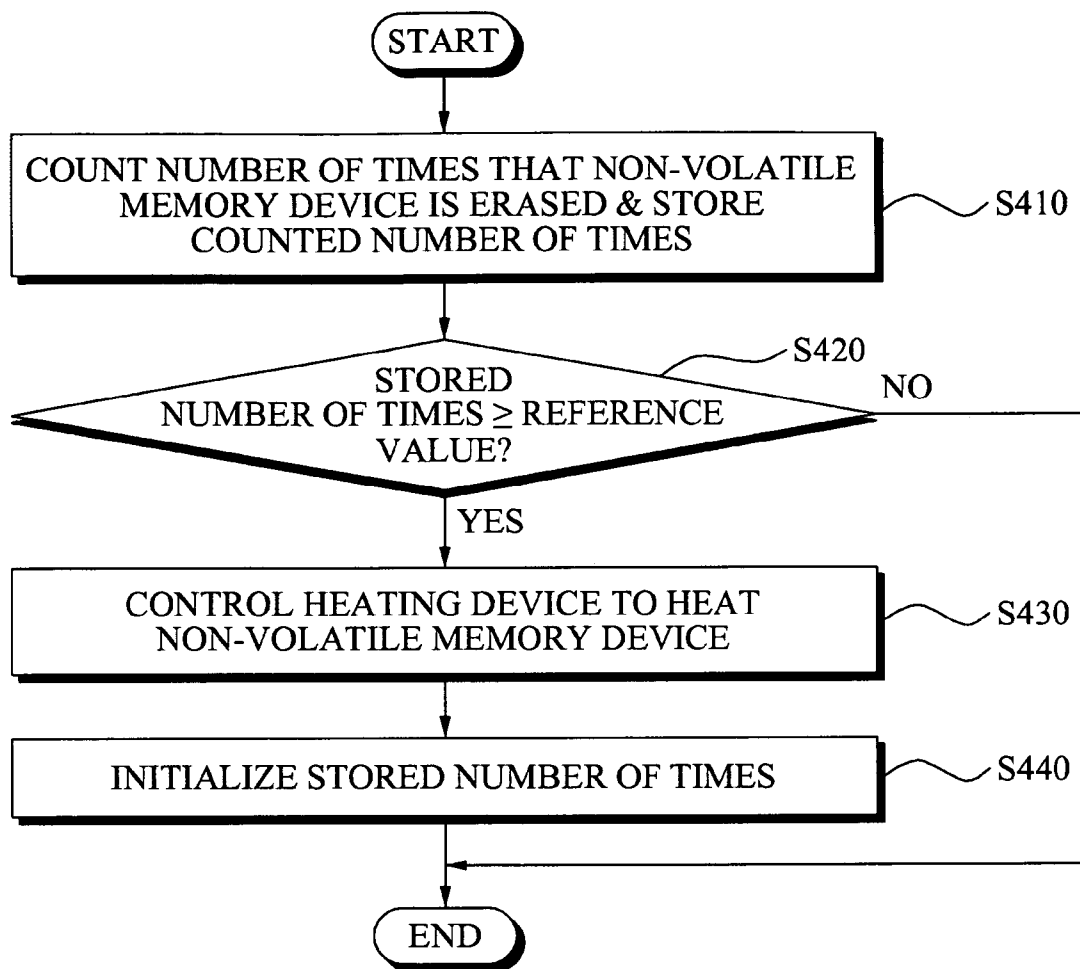 START
COUNT NUMBER OF TIMES THAT NON-VOLATILE
MEMORY DEVICE IS ERASED & STORE
COUNTED NUMBER OF TIMES
S410
S420
STORED
NUMBER OF TIMES ≥ REFERENCE
VALUE?
NO
YES
CONTROL HEATING DEVICE TO HEAT
NON-VOLATILE MEMORY DEVICE
S430
INITIALIZE STORED NUMBER OF TIMES
S440
END